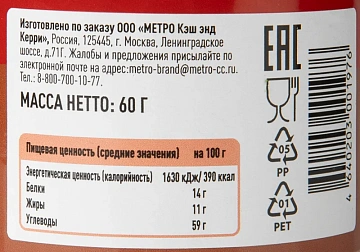 Изготовлено по заказу ООО «МЕТРО Кэш энд
Керри», Россия, 125445, г. Москва, Ленинградское
шоссе, д.71Г. Жалобы и предложения присылайте по
электронной почте на адрес:metro-brand@metro-cc.ru.
Тел.: 8-800-700-10-77.
МАССА НЕТТО: 60 Г
Пищевая ценность (средние значения) на 100 г
Энергетическая ценность (калорийность) 1630 кДж/ 390 ккал
Белки 14 г
Жиры 11 г
Углеводы 59 г
EAC
05
PP
01
PET
4640203001976